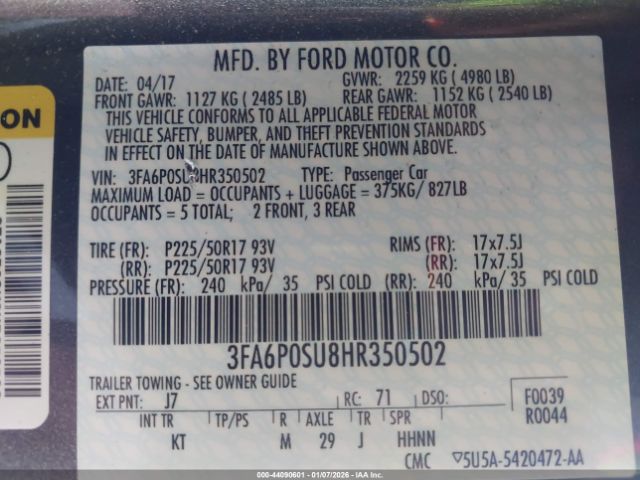 MFD. BY FORD MOTOR CO.
DATE: 04/17 GVWR: 2259 KG ( 4980 LB)
FRONT GAWR: 1127 KG ( 2485 LB) REAR GAWR: 1152 KG ( 2540 LB)
THIS VEHICLE CONFORMS TO ALL APPLICABLE FEDERAL MOTOR
VEHICLE SAFETY, BUMPER, AND THEFT PREVENTION STANDARDS
IN EFFECT ON THE DATE OF MANUFACTURE SHOWN ABOVE.
VIN: 3FA6P0SU8HR350502 TYPE: Passenger Car
MAXIMUM LOAD = OCCUPANTS + LUGGAGE = 375KG/ 827LB
OCCUPANTS = 5 TOTAL; 2 FRONT, 3 REAR
TIRE (FR): P225/50R17 93V RIMS (FR): 17x7.5J
(RR): P225/50R17 93V (RR): 17x7.5J
PRESSURE (FR): 240 kPa/ 35 PSI COLD (RR): 240 kPa/ 35 PSI COLD
3FA6P0SU8HR350502
TRAILER TOWING - SEE OWNER GUIDE
EXT PNT: J7 RC: 71 DSO: F0039
INT TR TP/PS R AXLE TR SPR R0044
KT M 29 J HHNN
CMC ▽5U5A-5420472-AA
ON
000-44090601 - 01/07/2026 - IAA Inc.